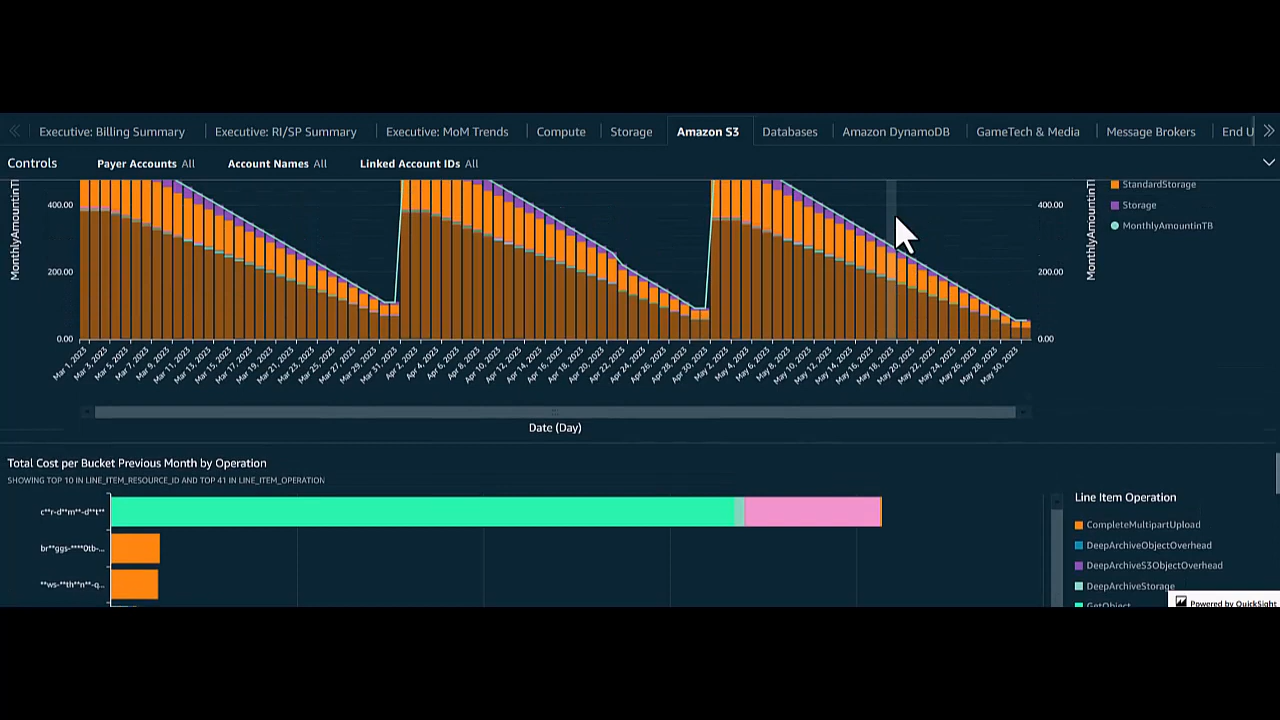 Executive: Billing Summary
Executive: RI/SP Summary
Executive: MoM Trends
Compute
Storage
Amazon S3
Databases
Amazon DynamoDB
GameTech & Media
Message Brokers
End U
Controls
Payer Accounts All
Account Names All
Linked Account IDs All
MonthlyAmountinTl
400.00
200.00
0.00
400.00
200.00
0.00
MonthlyAmountinTl
StandardStorage
Storage
MonthlyAmountinTB
Mar 1, 2023
Mar 3, 2023
Mar 5, 2023
Mar 7, 2023
Mar 9, 2023
Mar 11, 2023
Mar 13, 2023
Mar 15, 2023
Mar 17, 2023
Mar 19, 2023
Mar 21, 2023
Mar 23, 2023
Mar 25, 2023
Mar 27, 2023
Mar 29, 2023
Mar 31, 2023
Apr 2, 2023
Apr 4, 2023
Apr 6, 2023
Apr 8, 2023
Apr 10, 2023
Apr 12, 2023
Apr 14, 2023
Apr 16, 2023
Apr 18, 2023
Apr 20, 2023
Apr 22, 2023
Apr 24, 2023
Apr 26, 2023
Apr 28, 2023
Apr 30, 2023
May 2, 2023
May 4, 2023
May 6, 2023
May 8, 2023
May 10, 2023
May 12, 2023
May 14, 2023
May 16, 2023
May 18, 2023
May 20, 2023
May 22, 2023
May 24, 2023
May 26, 2023
May 28, 2023
May 30, 2023
Date (Day)
Total Cost per Bucket Previous Month by Operation
SHOWING TOP 10 IN LINE_ITEM_RESOURCE_ID AND TOP 41 IN LINE_ITEM_OPERATION
c**r-d**m**-d**t**
br**ggs-****0tb-...
**ws-**th**n**-q...
Line Item Operation
CompleteMultipartUpload
DeepArchiveObjectOverhead
DeepArchiveS3ObjectOverhead
DeepArchiveStorage
GetObject
Powered by QuickSight